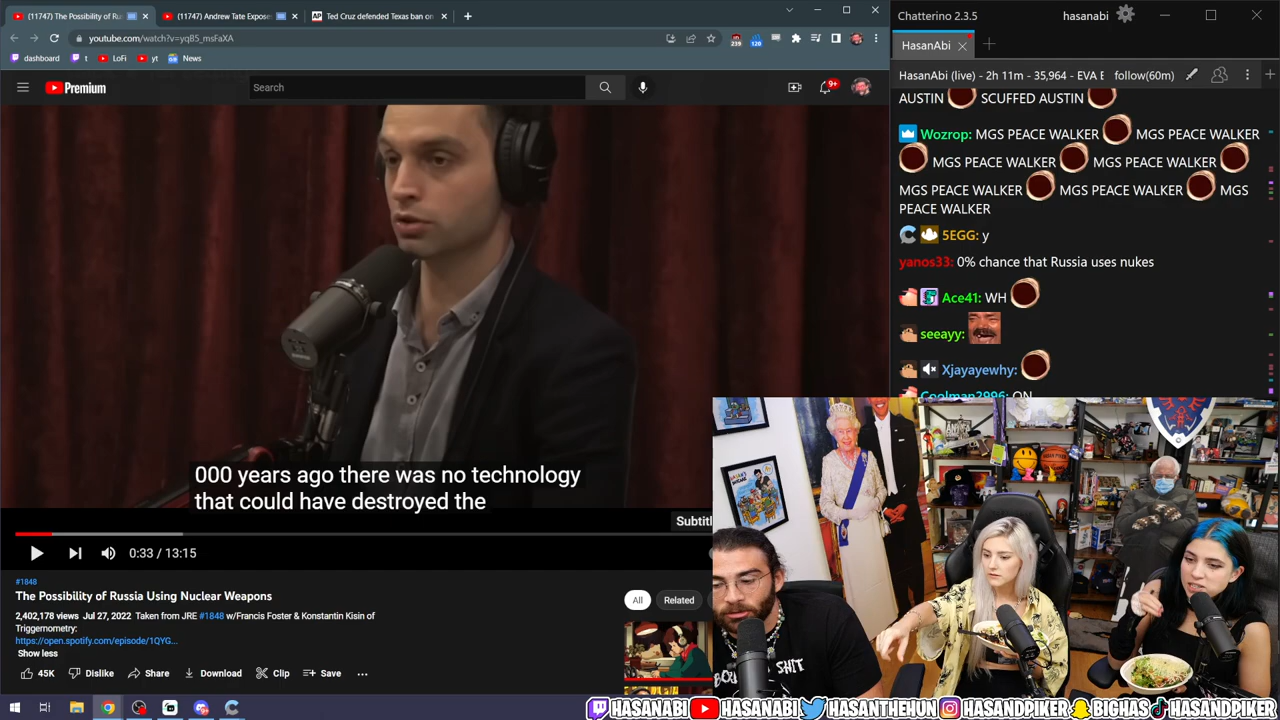 (11747) The Possibility of Ru
(11747) Andrew Tate Expose
AP Ted Cruz defended Texas ban on
youtube.com/watch?v=yqB5_msFaXA
239
120
dashboard
t
LoFi
yt
News
Premium
Search
9+
000 years ago there was no technology
that could have destroyed the
Subtitl
0:33 / 13:15
#1848
The Possibility of Russia Using Nuclear Weapons
2,402,178 views Jul 27, 2022 Taken from JRE #1848 w/Francis Foster & Konstantin Kisin of
Triggernometry:
https://open.spotify.com/episode/1QYG...
Show less
45K
Dislike
Share
Download
Clip
Save
All
Related
Chatterino 2.3.5
hasanabi
HasanAbi
HasanAbi (live) - 2h 11m - 35,964 - EVA E
follow(60m)
AUSTIN SCUFFED AUSTIN
Wozrop: MGS PEACE WALKER MGS PEACE WALKER
MGS PEACE WALKER MGS PEACE WALKER
MGS PEACE WALKER MGS PEACE WALKER MGS
PEACE WALKER
5EGG: y
yanos33: 0% chance that Russia uses nukes
Ace41: WH
seeayy:
Xjayayewhy:
Coolman2996: ON
HASANABI HASANABI HASANTHEHUN HASANDPIKER BIGHAS HASANDPIKER